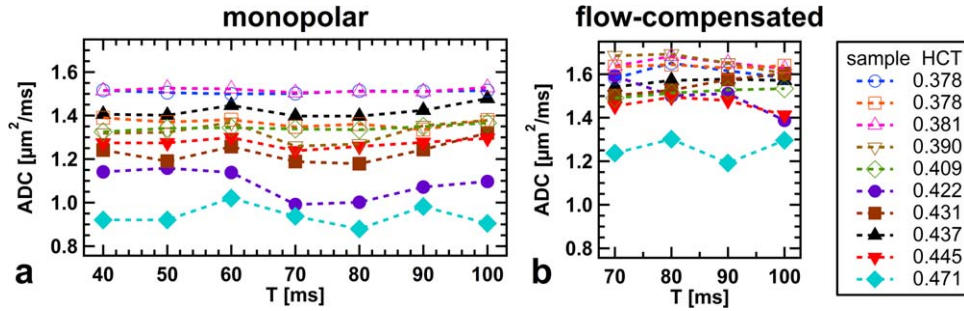 monopolar
flow-compensated
ADC [µm²/ms]
1.6
1.4
1.2
1.0
0.8
40 50 60 70 80 90 100
T [ms]
a
ADC [µm²/ms]
1.6
1.4
1.2
1.0
0.8
70 80 90 100
T [ms]
b
sample HCT
0.378
0.378
0.381
0.390
0.409
0.422
0.431
0.437
0.445
0.471